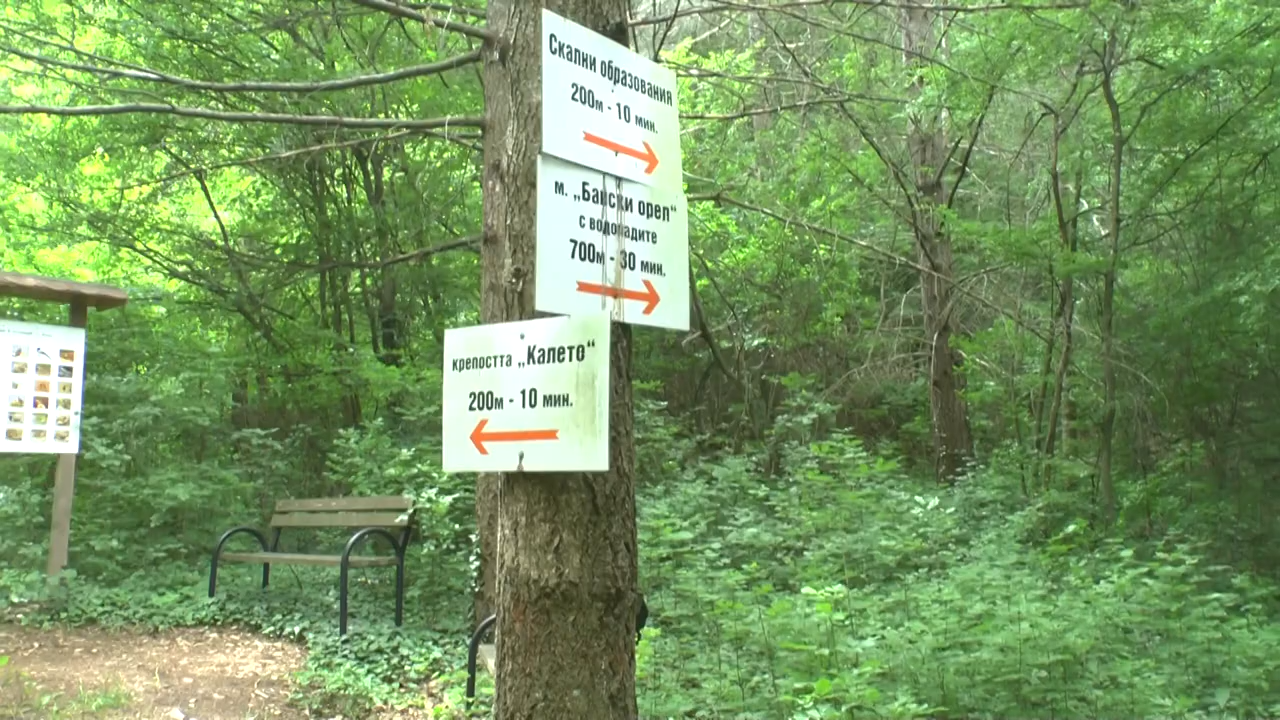 Скални образования
200м - 10 мин.
м. „Бански орел“
с водопадите
700м - 30 мин.
крепостта „Калето“
200м - 10 мин.